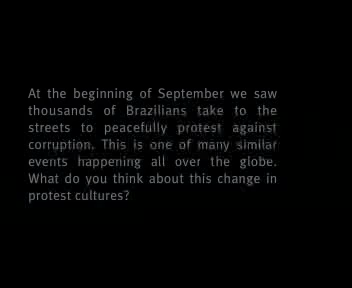 At the beginning of September we saw
thousands of Brazilians take to the
streets to peacefully protest against
corruption. This is one of many similar
events happening all over the globe.
What do you think about this change in
protest cultures?